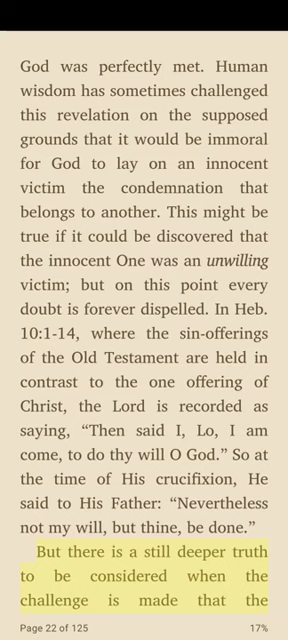 God was perfectly met. Human
wisdom has sometimes challenged
this revelation on the supposed
grounds that it would be immoral
for God to lay on an innocent
victim the condemnation that
belongs to another. This might be
true if it could be discovered that
the innocent One was an unwilling
victim; but on this point every
doubt is forever dispelled. In Heb.
10:1-14, where the sin-offerings
of the Old Testament are held in
contrast to the one offering of
Christ, the Lord is recorded as
saying, “Then said I, Lo, I am
come, to do thy will O God.” So at
the time of His crucifixion, He
said to His Father: “Nevertheless
not my will, but thine, be done.”
But there is a still deeper truth
to be considered when the
challenge is made that the
Page 22 of 125 17%